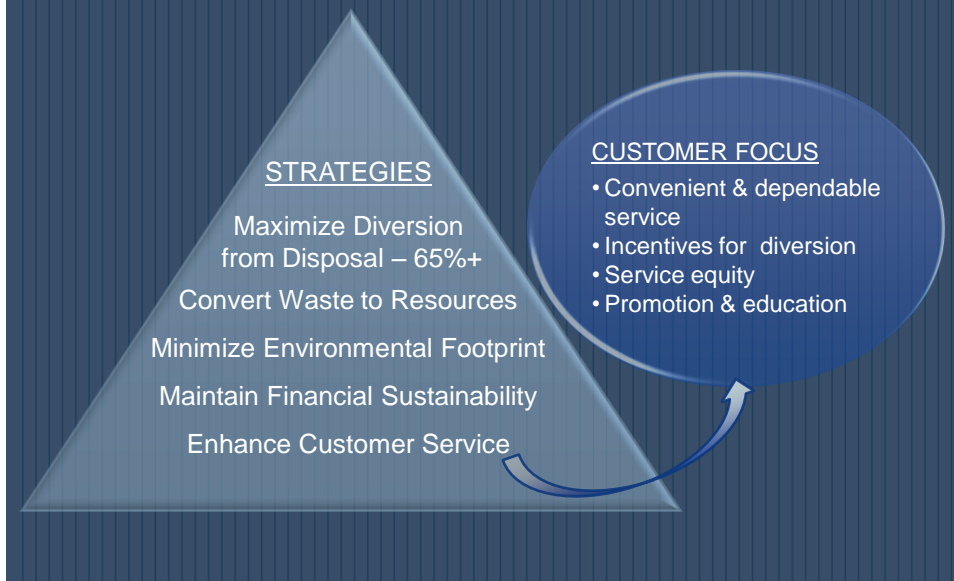 STRATEGIES
Maximize Diversion
from Disposal – 65%+
Convert Waste to Resources
Minimize Environmental Footprint
Maintain Financial Sustainability
Enhance Customer Service
CUSTOMER FOCUS
• Convenient & dependable
service
• Incentives for  diversion
• Service equity
• Promotion & education